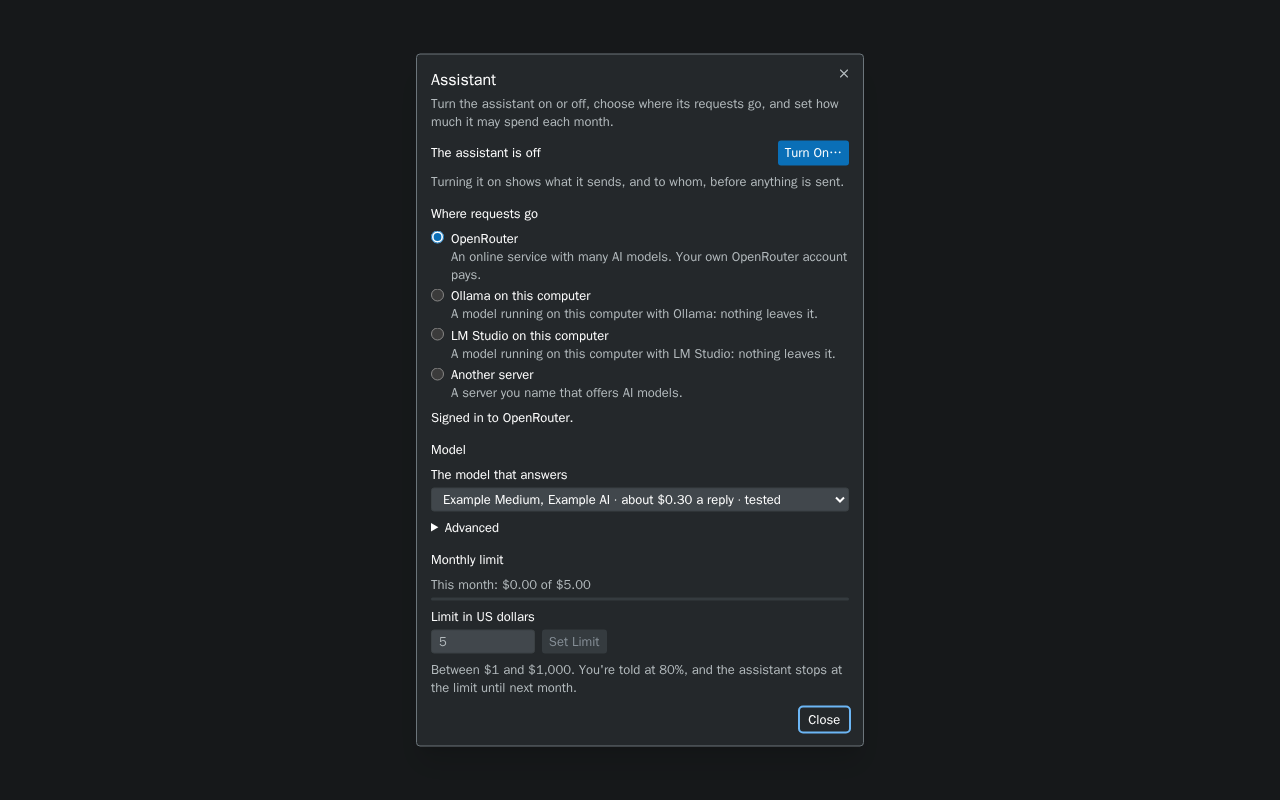 Assistant
×
Turn the assistant on or off, choose where its requests go, and set how
much it may spend each month.
The assistant is off
Turn On…
Turning it on shows what it sends, and to whom, before anything is sent.
Where requests go
OpenRouter
An online service with many AI models. Your own OpenRouter account
pays.
Ollama on this computer
A model running on this computer with Ollama: nothing leaves it.
LM Studio on this computer
A model running on this computer with LM Studio: nothing leaves it.
Another server
A server you name that offers AI models.
Signed in to OpenRouter.
Model
The model that answers
Example Medium, Example AI · about $0.30 a reply · tested
Advanced
Monthly limit
This month: $0.00 of $5.00
Limit in US dollars
5
Set Limit
Between $1 and $1,000. You're told at 80%, and the assistant stops at
the limit until next month.
Close